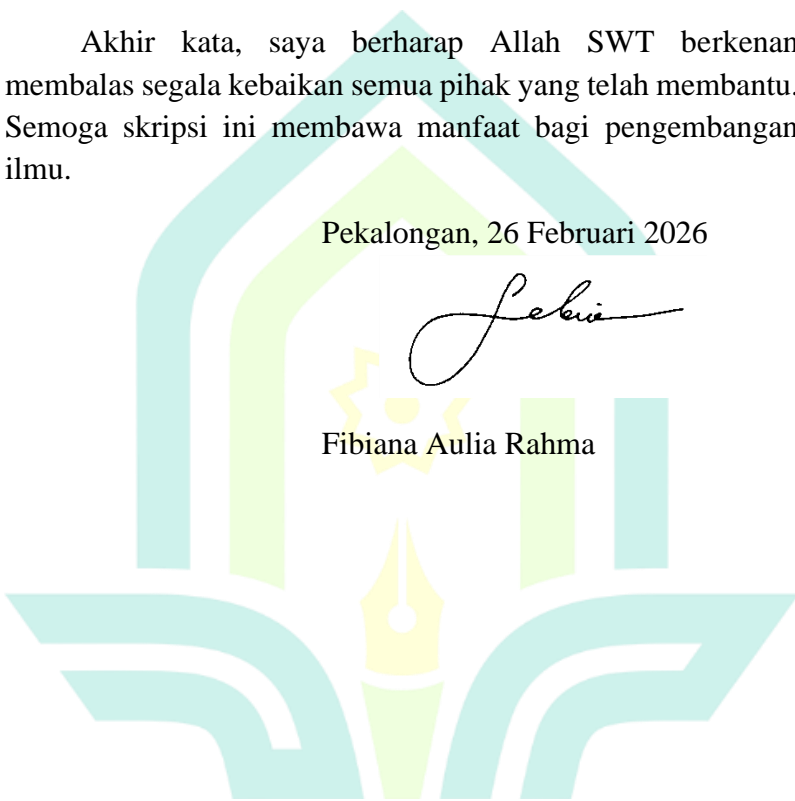 Akhir kata, saya berharap Allah SWT berkenan
membalas segala kebaikan semua pihak yang telah membantu.
Semoga skripsi ini membawa manfaat bagi pengembangan
ilmu.
Pekalongan, 26 Februari 2026
Fibiana Aulia Rahma